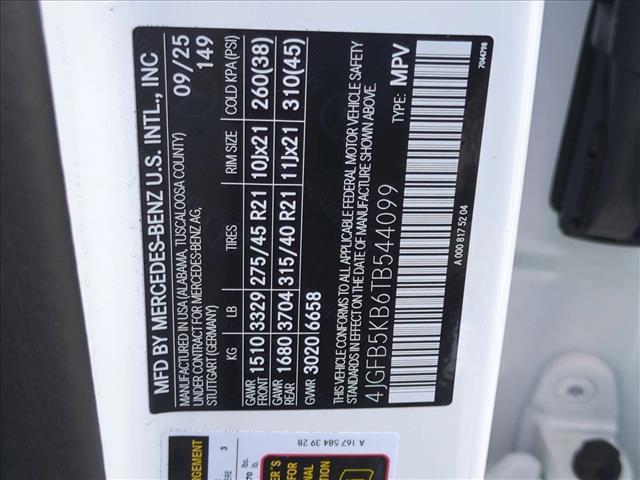 MFD BY MERCEDES-BENZ U.S. INTL., INC
MANUFACTURED IN USA (ALABAMA, TUSCALOOSA COUNTY)
UNDER CONTRACT FOR MERCEDES-BENZ AG,
STUTTGART (GERMANY)
09/25
149
KG LB TIRES RIM SIZE COLD KPA (PSI)
GAWR FRONT 1510 3329 275/45 R21 10Jx21 260(38)
GAWR REAR 1680 3704 315/40 R21 11Jx21 310(45)
GVWR 3020 6658
THIS VEHICLE CONFORMS TO ALL APPLICABLE FEDERAL MOTOR VEHICLE SAFETY
STANDARDS IN EFFECT ON THE DATE OF MANUFACTURE SHOWN ABOVE.
4JGFB5KB6TB544099 TYPE: MPV
A 000 817 52 04
7044798
A 167 584 39 28
3